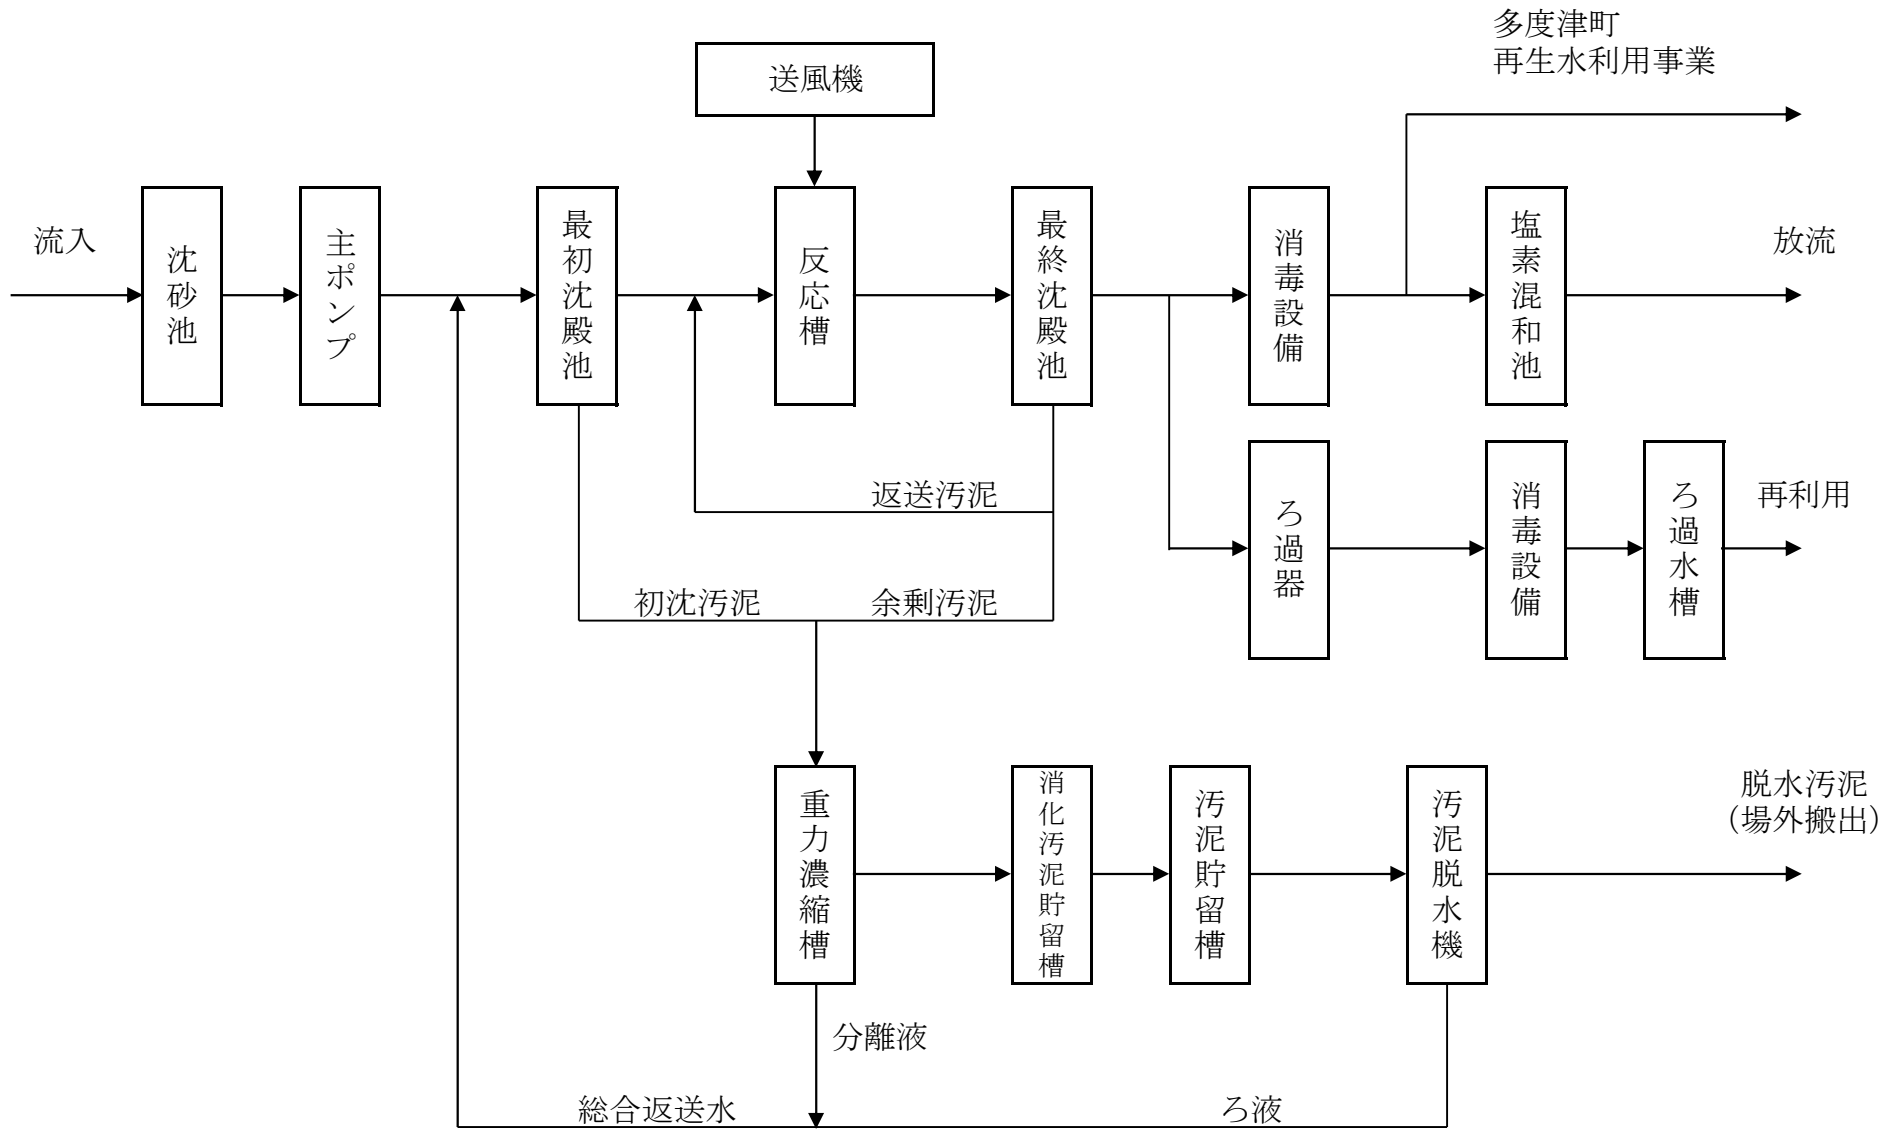 多度津町
再生水利用事業
送風機
流入
沈砂池
主ポンプ
最初沈殿池
反応槽
最終沈殿池
消毒設備
塩素混和池
放流
返送汚泥
ろ過器
消毒設備
ろ過水槽
再利用
初沈汚泥
余剰汚泥
重力濃縮槽
消化汚泥貯留槽
汚泥貯留槽
汚泥脱水機
脱水汚泥
（場外搬出）
分離液
総合返送水
ろ液